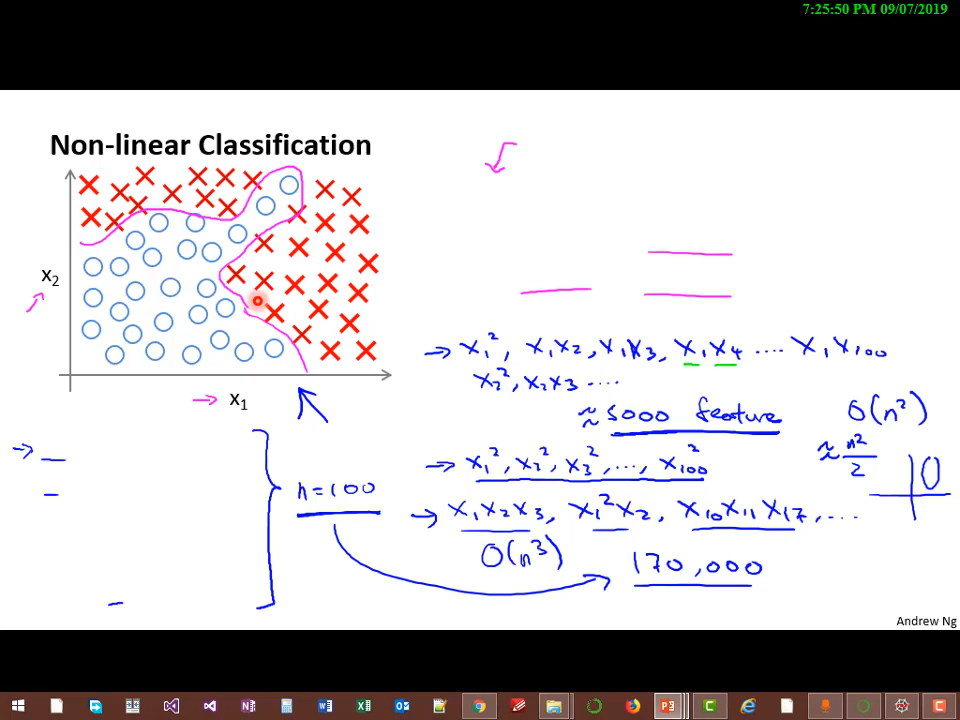 7:25:50 PM 09/07/2019
Non-linear Classification
x₂
x₁
→ x₁², x₁x₂, x₁x₃, x₁x₄ .... x₁x₁₀₀
x₂², x₂x₃ ....
≈ 5000 feature
O(n²)
≈ n²/2
→ x₁², x₂², x₃², ..., x₁₀₀²
n=100
→ x₁x₂x₃, x₁²x₂, x₁₀x₁₁x₁₇, ...
O(n³)
170,000
Andrew Ng